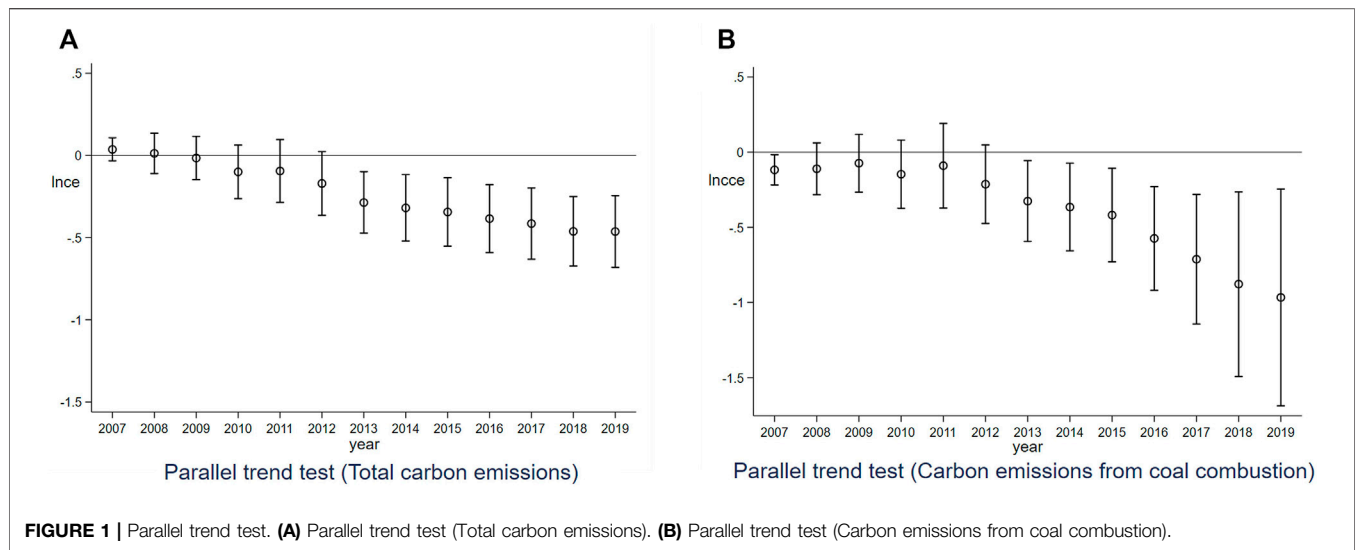 A
.5
0
lnce
-.5
-1
-1.5
2007 2008 2009 2010 2011 2012 2013 2014 2015 2016 2017 2018 2019
year
Parallel trend test (Total carbon emissions)
B
.5
0
lncce
-.5
-1
-1.5
2007 2008 2009 2010 2011 2012 2013 2014 2015 2016 2017 2018 2019
year
Parallel trend test (Carbon emissions from coal combustion)
FIGURE 1 | Parallel trend test. (A) Parallel trend test (Total carbon emissions). (B) Parallel trend test (Carbon emissions from coal combustion).